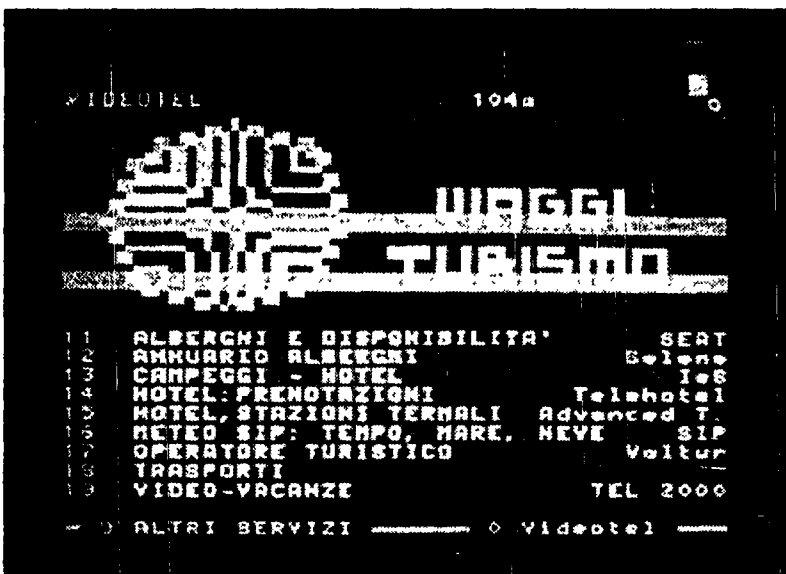 VIDEOTEL 104a
VIAGGI
TURISMO
11 ALBERGHI E DISPONIBILITA' SEAT
12 ANNUARIO ALBERGHI Selene
13 CAMPEGGI - HOTEL
14 HOTEL: PRENOTAZIONI Telehotel
15 HOTEL, STAZIONI TERMALI Advanced T.
16 METEO SIP: TEMPO, MARE, NEVE SIP
17 OPERATORE TURISTICO Valtur
18 TRASPORTI
19 VIDEO-VACANZE TEL 2000
ALTRI SERVIZI Videotel